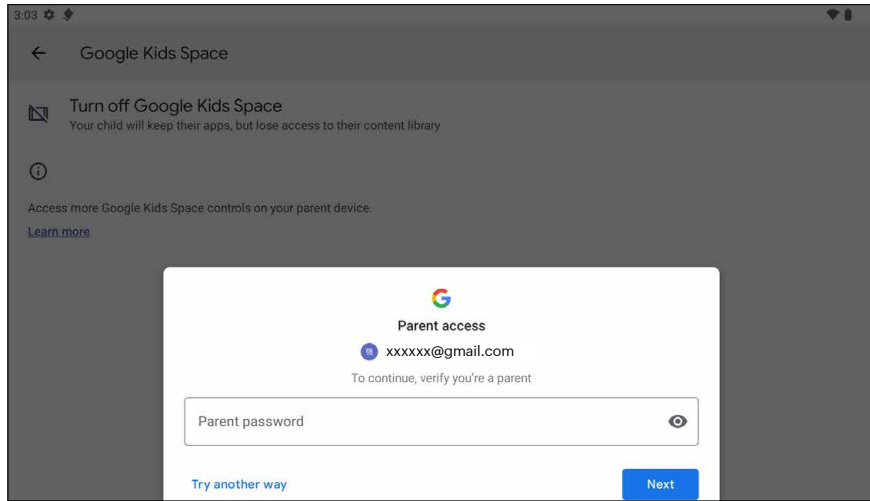 3:03
Google Kids Space
Turn off Google Kids Space
Your child will keep their apps, but lose access to their content library
Access more Google Kids Space controls on your parent device.
Learn more
G
Parent access
xxxxxx@gmail.com
To continue, verify you're a parent
Parent password
Try another way
Next